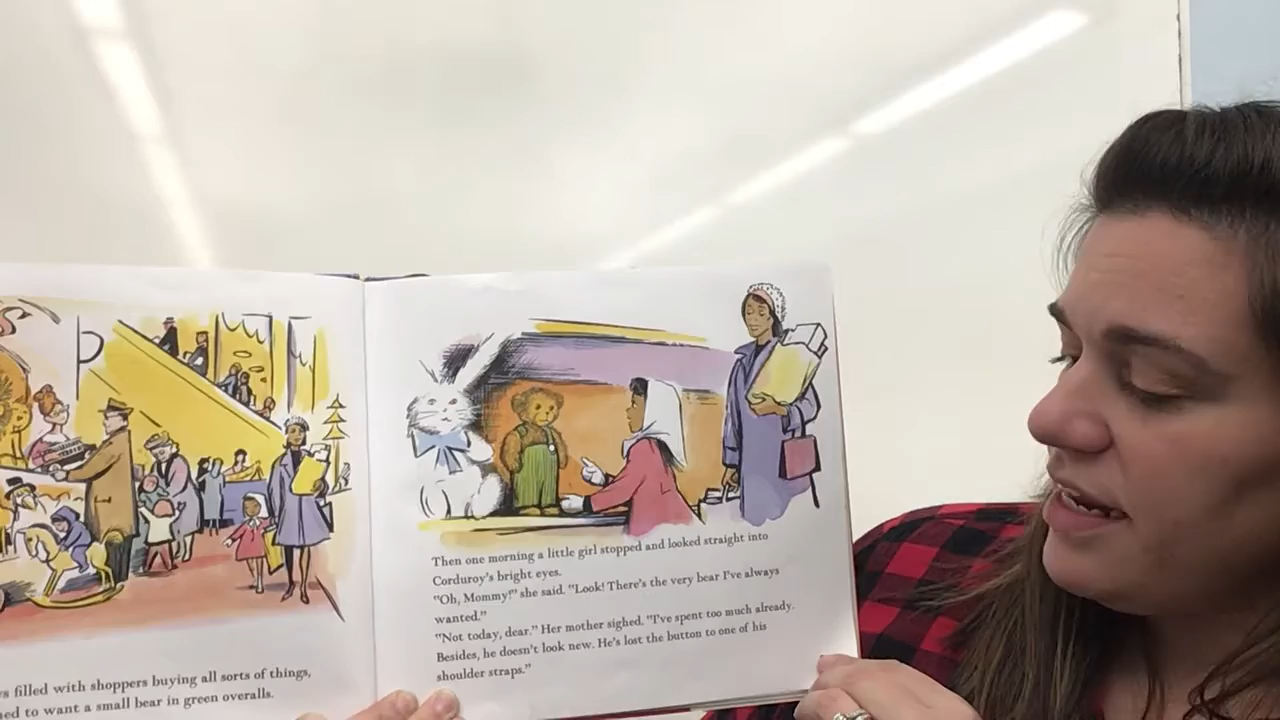 filled with shoppers buying all sorts of things,
to want a small bear in green overalls.
Then one morning a little girl stopped and looked straight into
Corduroy's bright eyes.
"Oh, Mommy!" she said. "Look! There's the very bear I've always
wanted."
"Not today, dear." Her mother sighed. "I've spent too much already.
Besides, he doesn't look new. He's lost the button to one of his
shoulder straps."